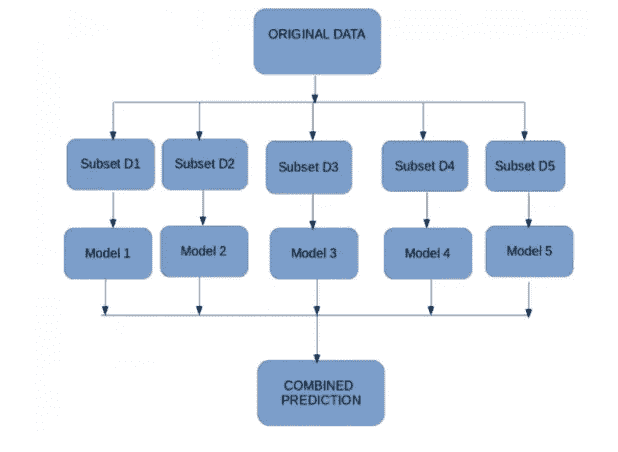 ORIGINAL DATA
Subset D1
Subset D2
Subset D3
Subset D4
Subset D5
Model 1
Model 2
Model 3
Model 4
Model 5
COMBINED
PREDICTION